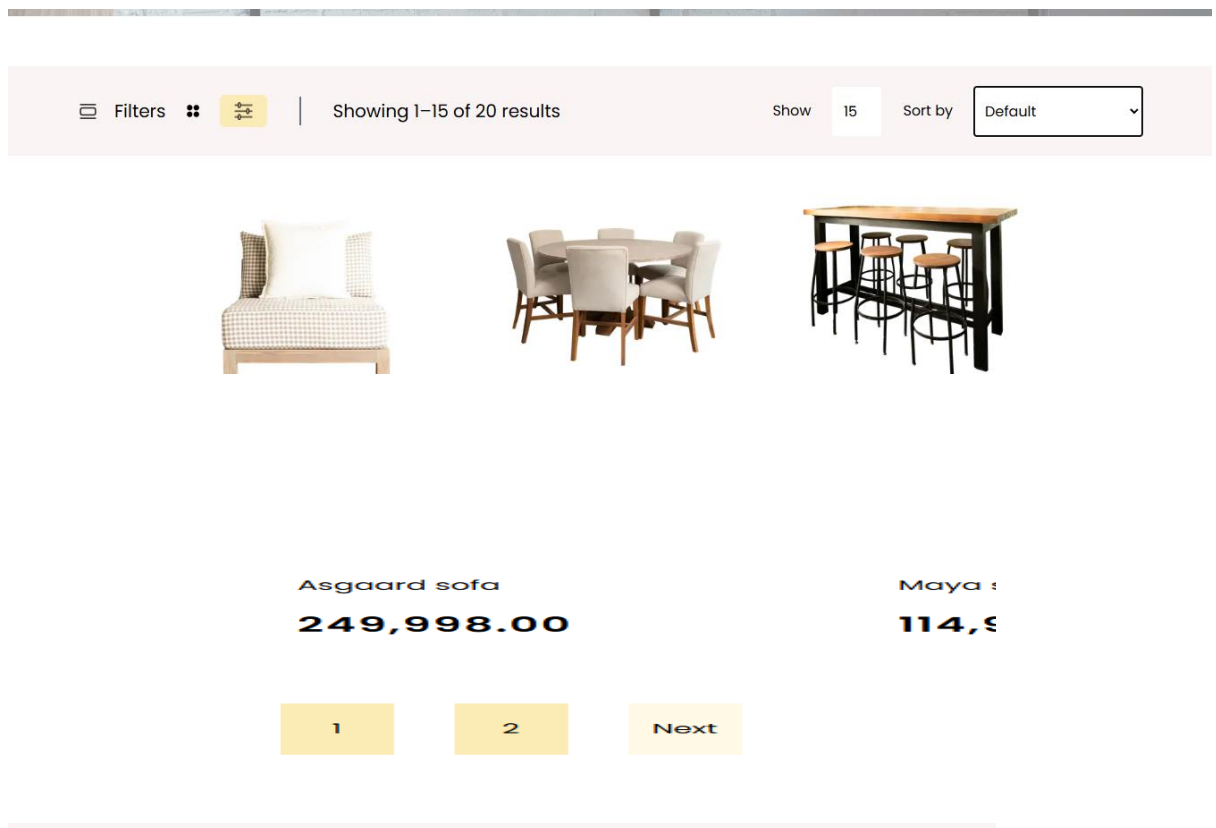 Filters Showing 1–15 of 20 results Show 15 Sort by Default
Asgaard sofa Maya
249,998.00
1 2 Next